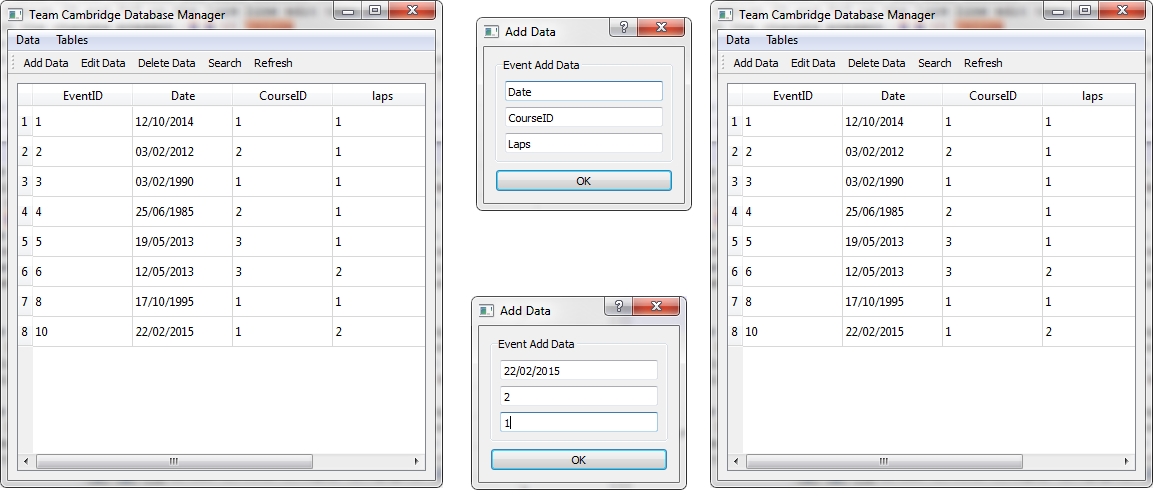 Team Cambridge Database Manager
Data Tables
Add Data Edit Data Delete Data Search Refresh
EventID Date CourseID laps
1 1 12/10/2014 1 1
2 2 03/02/2012 2 1
3 3 03/02/1990 1 1
4 4 25/06/1985 2 1
5 5 19/05/2013 3 1
6 6 12/05/2013 3 2
7 8 17/10/1995 1 1
8 10 22/02/2015 1 2
Add Data
Event Add Data
Date
CourseID
Laps
OK
Add Data
Event Add Data
22/02/2015
2
1
OK
Team Cambridge Database Manager
Data Tables
Add Data Edit Data Delete Data Search Refresh
EventID Date CourseID laps
1 1 12/10/2014 1 1
2 2 03/02/2012 2 1
3 3 03/02/1990 1 1
4 4 25/06/1985 2 1
5 5 19/05/2013 3 1
6 6 12/05/2013 3 2
7 8 17/10/1995 1 1
8 10 22/02/2015 1 2